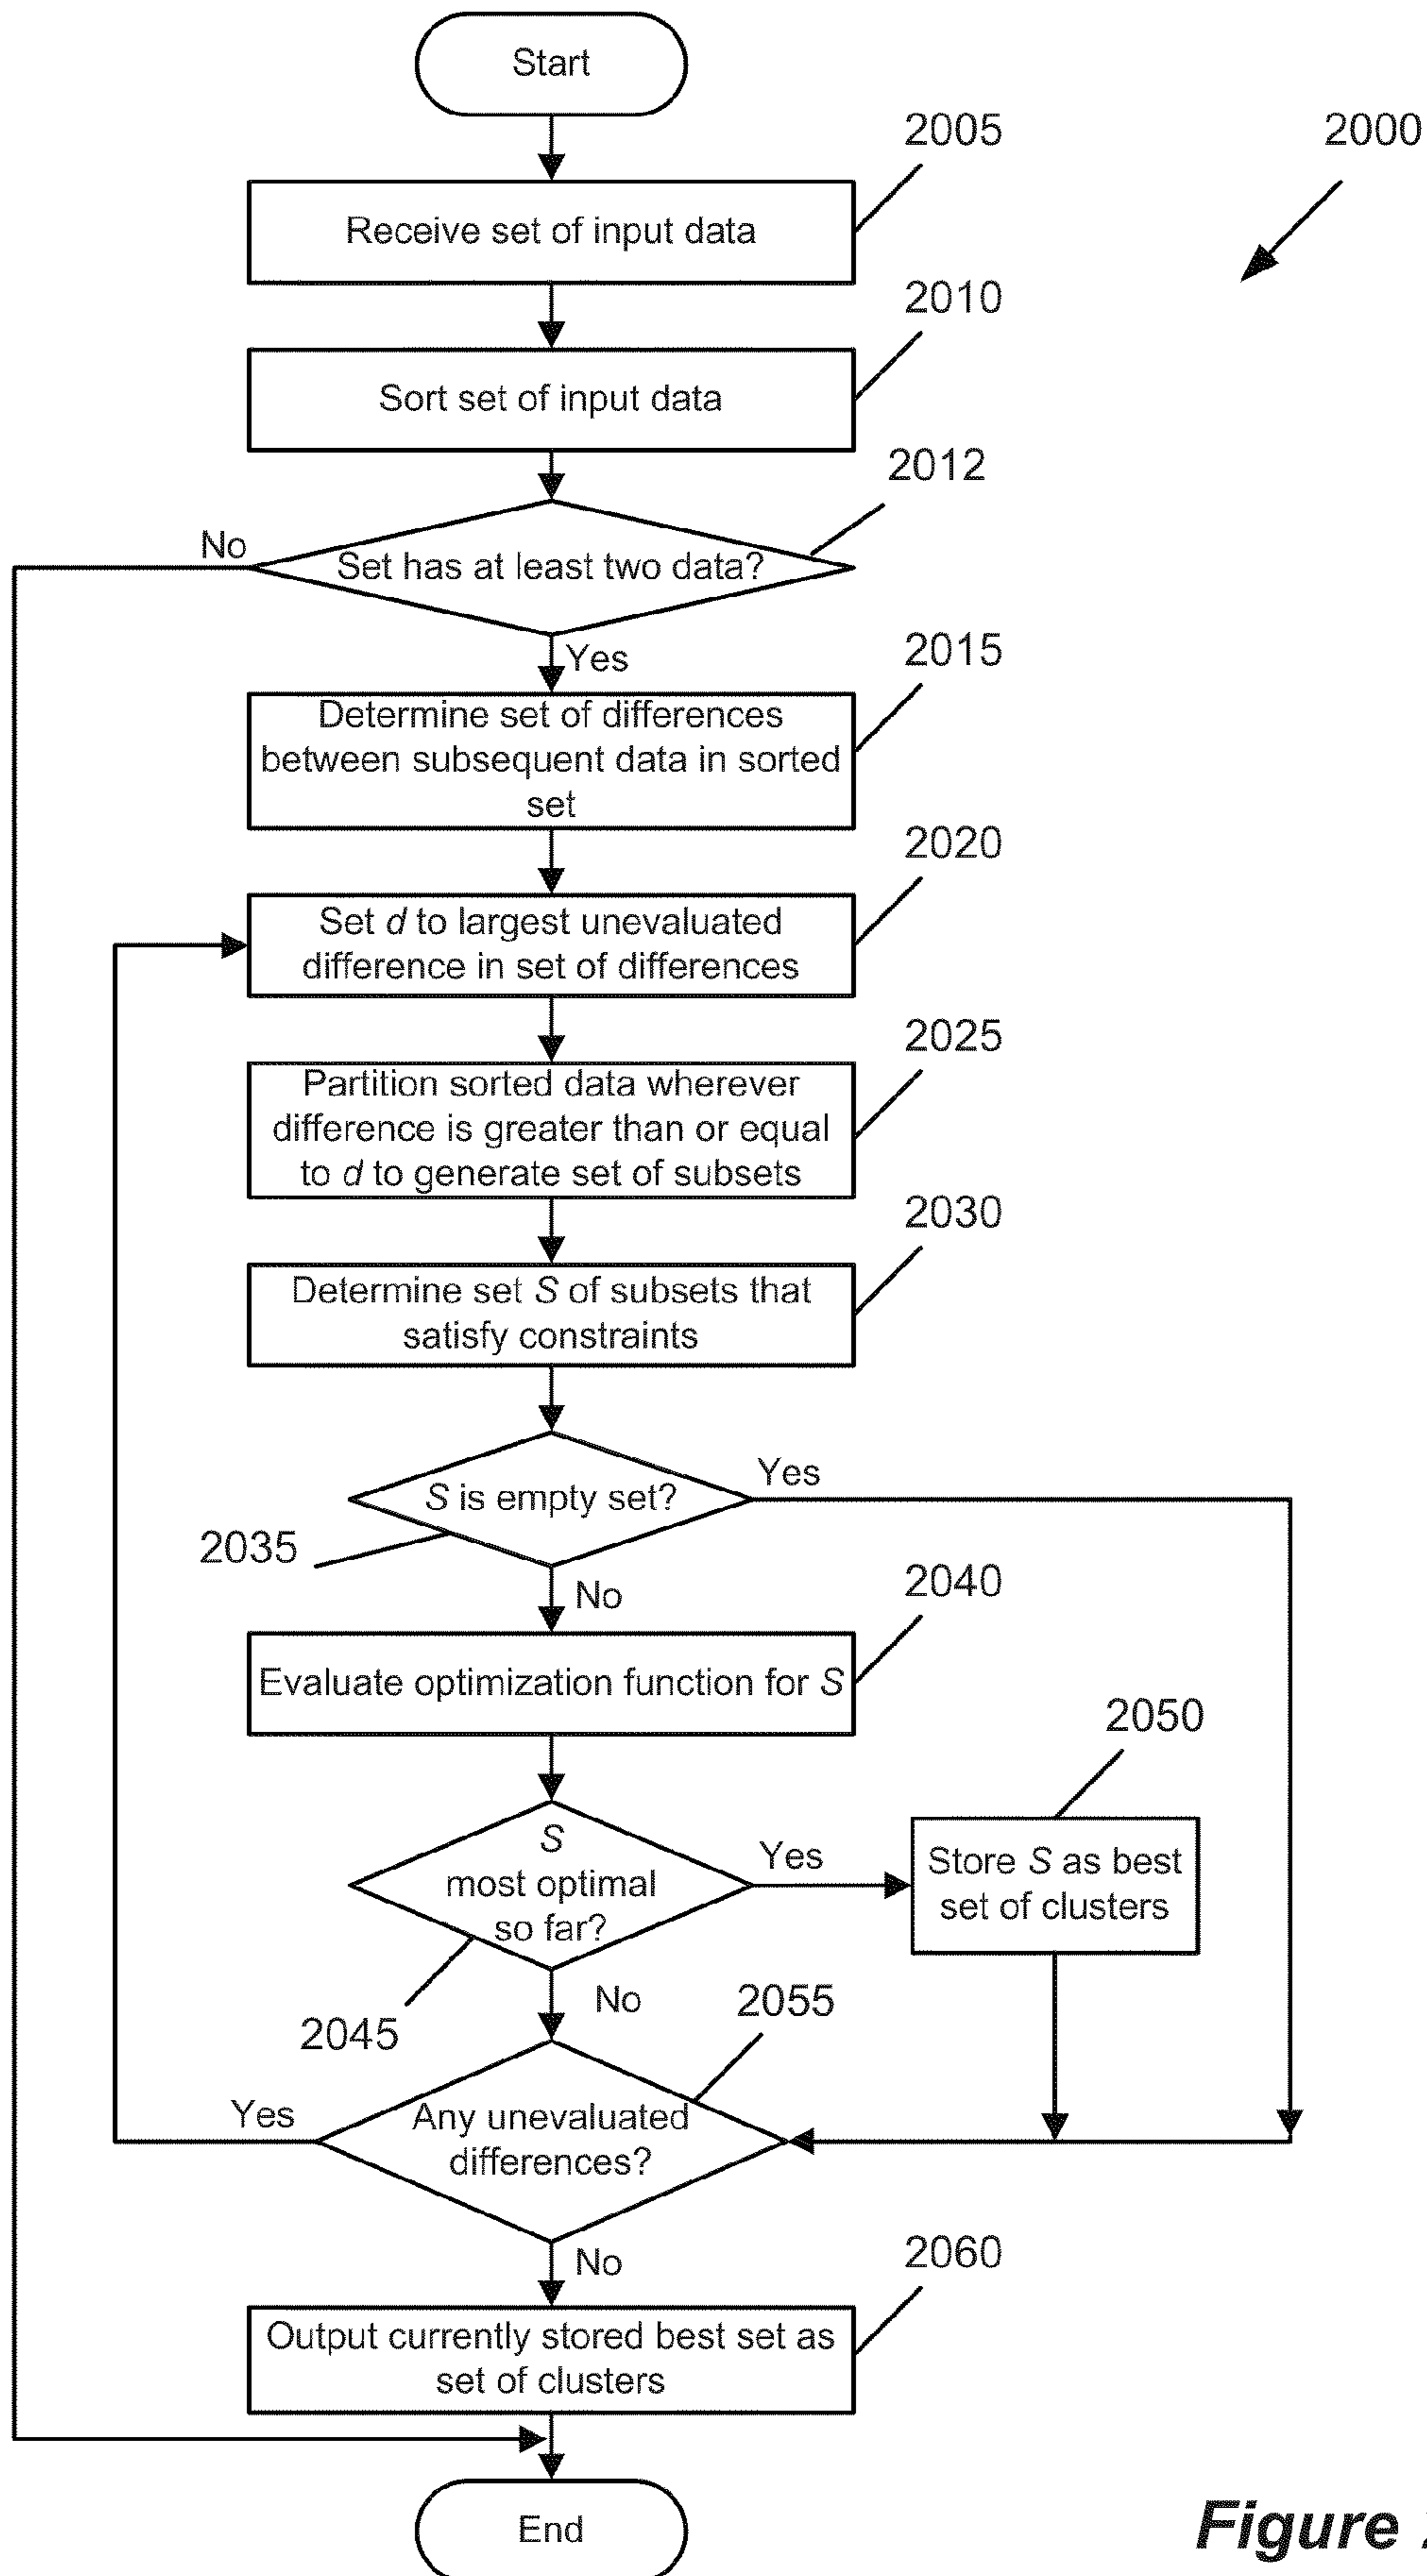 Start
2005
2000
Receive set of input data
2010
Sort set of input data
2012
No
Set has at least two data?
Yes
2015
Determine set of differences
between subsequent data in sorted
set
2020
Set d to largest unevaluated
difference in set of differences
2025
Partition sorted data wherever
difference is greater than or equal
to d to generate set of subsets
2030
Determine set S of subsets that
satisfy constraints
Yes
S is empty set?
2035
No
2040
Evaluate optimization function for S
2050
S
most optimal
so far?
Yes
Store S as best
set of clusters
No
2055
2045
Yes
Any unevaluated
differences?
No
2060
Output currently stored best set as
set of clusters
End
Figure